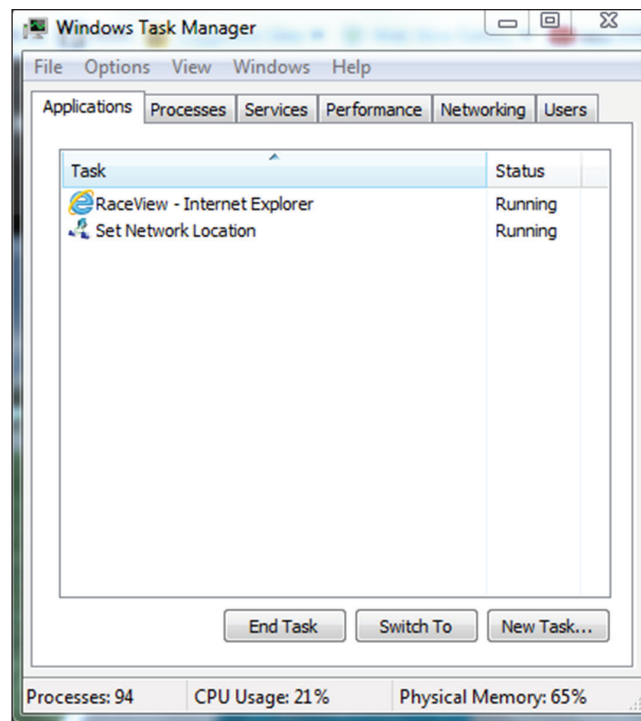 Windows Task Manager
File Options View Windows Help
Applications Processes Services Performance Networking Users
Task Status
RaceView - Internet Explorer Running
Set Network Location Running
End Task Switch To New Task...
Processes: 94 CPU Usage: 21% Physical Memory: 65%